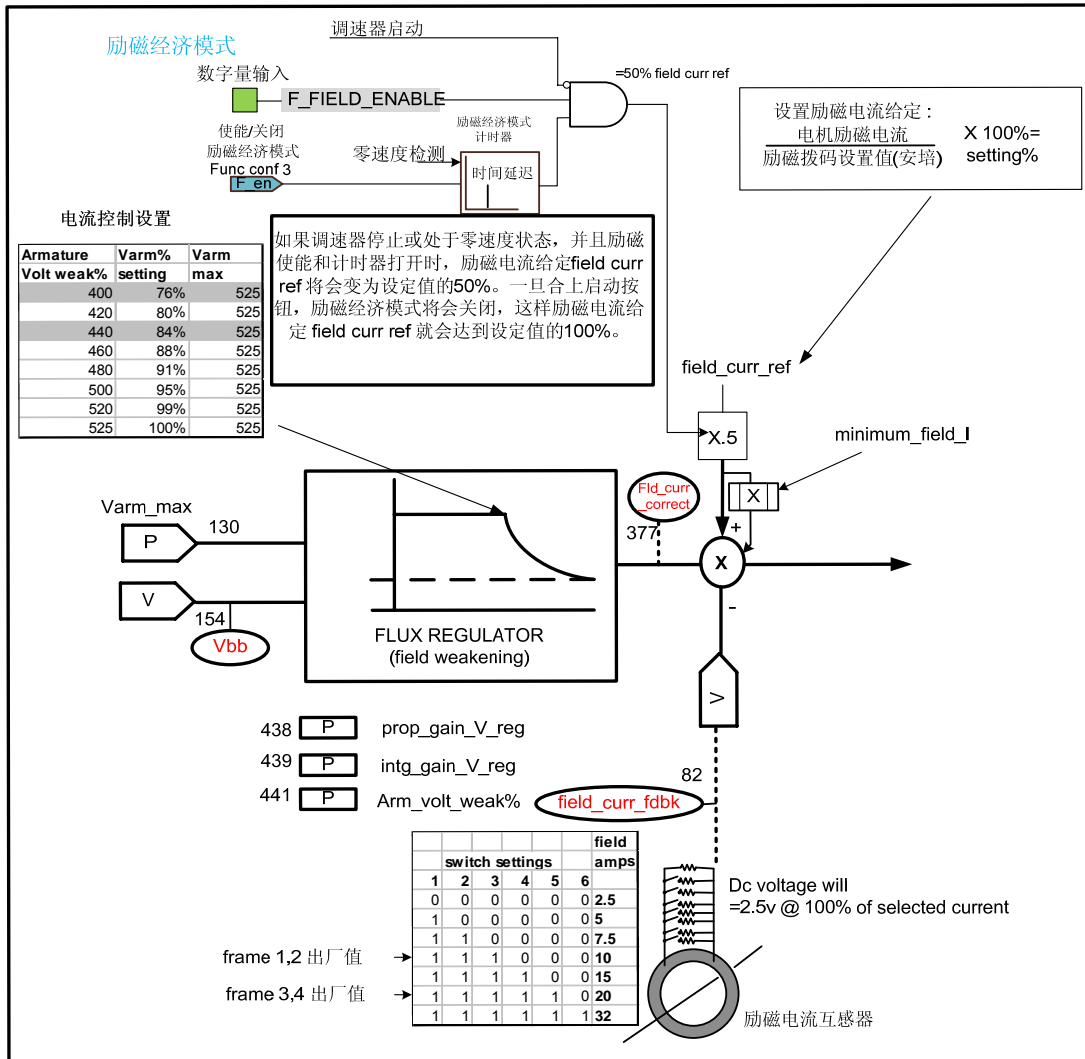 调速器启动
励磁经济模式
数字量输入
=50% field curr ref
F_FIELD_ENABLE
使能/关闭
励磁经济模式
Func conf 3
F_en
励磁经济模式
计时器
零速度检测
时间延迟
设置励磁电流给定：
电机励磁电流
励磁拨码设置值(安培)
X 100%=
setting%
电流控制设置
Armature Varm% Varm
Volt weak% setting max
400 76% 525
420 80% 525
440 84% 525
460 88% 525
480 91% 525
500 95% 525
520 99% 525
525 100% 525
如果调速器停止或处于零速度状态，并且励磁
使能和计时器打开时，励磁电流给定field curr
ref 将会变为设定值的50%。一旦合上启动按
钮，励磁经济模式将会关闭，这样励磁电流给
定 field curr ref 就会达到设定值的100%。
field_curr_ref
X.5
minimum_field_I
X
Fld_curr
_correct
377
+
X
-
Varm_max
130
P
V
154
Vbb
FLUX REGULATOR
(field weakening)
V
438 P prop_gain_V_reg
439 P intg_gain_V_reg
441 P Arm_volt_weak%
82
field_curr_fdbk
field
switch settings amps
1 2 3 4 5 6
0 0 0 0 0 0 2.5
1 0 0 0 0 0 5
1 1 0 0 0 0 7.5
frame 1,2 出厂值 1 1 1 0 0 0 10
1 1 1 1 0 0 15
frame 3,4 出厂值 1 1 1 1 1 0 20
1 1 1 1 1 1 32
Dc voltage will
=2.5v @ 100% of selected current
励磁电流互感器